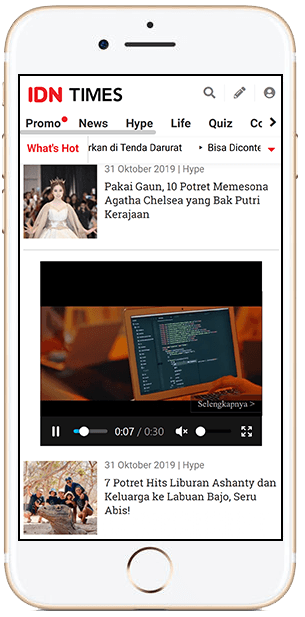 IDN TIMES
Promo News Hype Life Quiz Co
What's Hot rkan di Tenda Darurat ‣ Bisa Diconte
31 Oktober 2019 | Hype
Pakai Gaun, 10 Potret Memesona
Agatha Chelsea yang Bak Putri
Kerajaan
Selengkapnya >
0:07 / 0:30
31 Oktober 2019 | Hype
7 Potret Hits Liburan Ashanty dan
Keluarga ke Labuan Bajo, Seru
Abis!